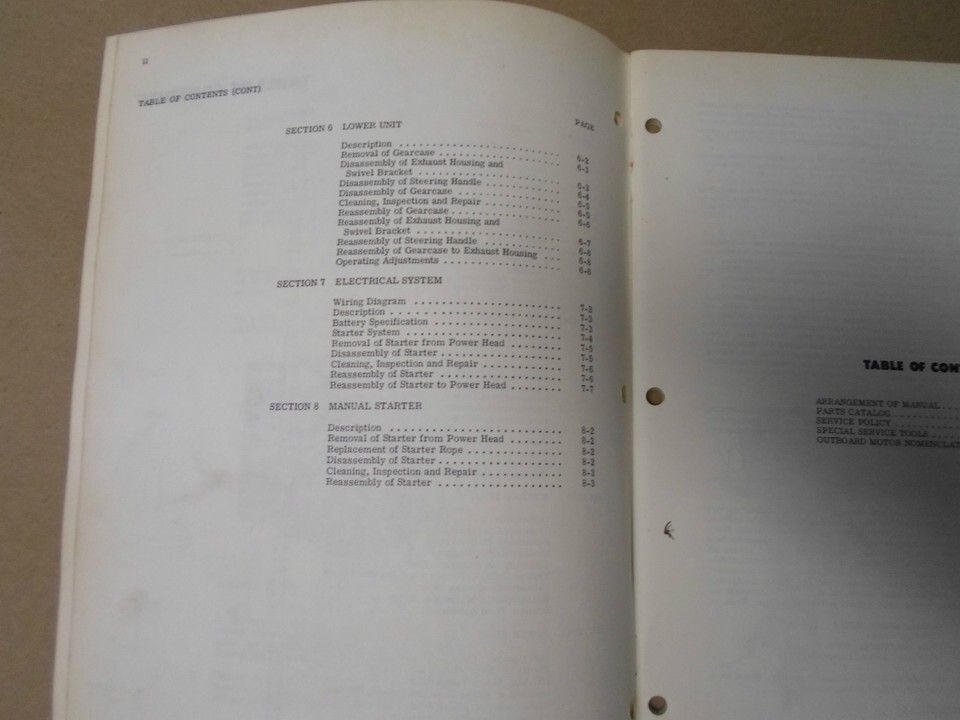 ii
TABLE OF CONTENTS (CONT)
SECTION 6 LOWER UNIT PAGE
Description . . . . . . . . . . . . . . . . . . . . 6-2
Removal of Gearcase . . . . . . . . . . . . . . . 6-3
Disassembly of Exhaust Housing and
Swivel Bracket . . . . . . . . . . . . . . . . . . 6-3
Disassembly of Steering Handle . . . . . . . . . 6-4
Disassembly of Gearcase . . . . . . . . . . . . . 6-5
Cleaning, Inspection and Repair . . . . . . . . . 6-5
Reassembly of Gearcase . . . . . . . . . . . . . 6-6
Reassembly of Exhaust Housing and
Swivel Bracket . . . . . . . . . . . . . . . . . . 6-7
Reassembly of Steering Handle . . . . . . . . . 6-8
Reassembly of Gearcase to Exhaust Housing . . . 6-8
Operating Adjustments . . . . . . . . . . . . . . 6-8
SECTION 7 ELECTRICAL SYSTEM
Wiring Diagram . . . . . . . . . . . . . . . . . . 7-2
Description . . . . . . . . . . . . . . . . . . . . 7-3
Battery Specification . . . . . . . . . . . . . . . 7-3
Starter System . . . . . . . . . . . . . . . . . . 7-4
Removal of Starter from Power Head . . . . . . . 7-5
Disassembly of Starter . . . . . . . . . . . . . . 7-5
Cleaning, Inspection and Repair . . . . . . . . . 7-6
Reassembly of Starter . . . . . . . . . . . . . . 7-6
Reassembly of Starter to Power Head . . . . . . . 7-7
SECTION 8 MANUAL STARTER
Description . . . . . . . . . . . . . . . . . . . . 8-2
Removal of Starter from Power Head . . . . . . . 8-2
Replacement of Starter Rope . . . . . . . . . . . 8-2
Disassembly of Starter . . . . . . . . . . . . . . 8-2
Cleaning, Inspection and Repair . . . . . . . . . 8-3
Reassembly of Starter . . . . . . . . . . . . . . 8-3
TABLE OF CON
ARRANGEMENT OF MANUAL . . .
PARTS CATALOG . . . . . . . .
SERVICE POLICY . . . . . . . .
SPECIAL SERVICE TOOLS . . . .
OUTBOARD MOTOR NOMENCLAT